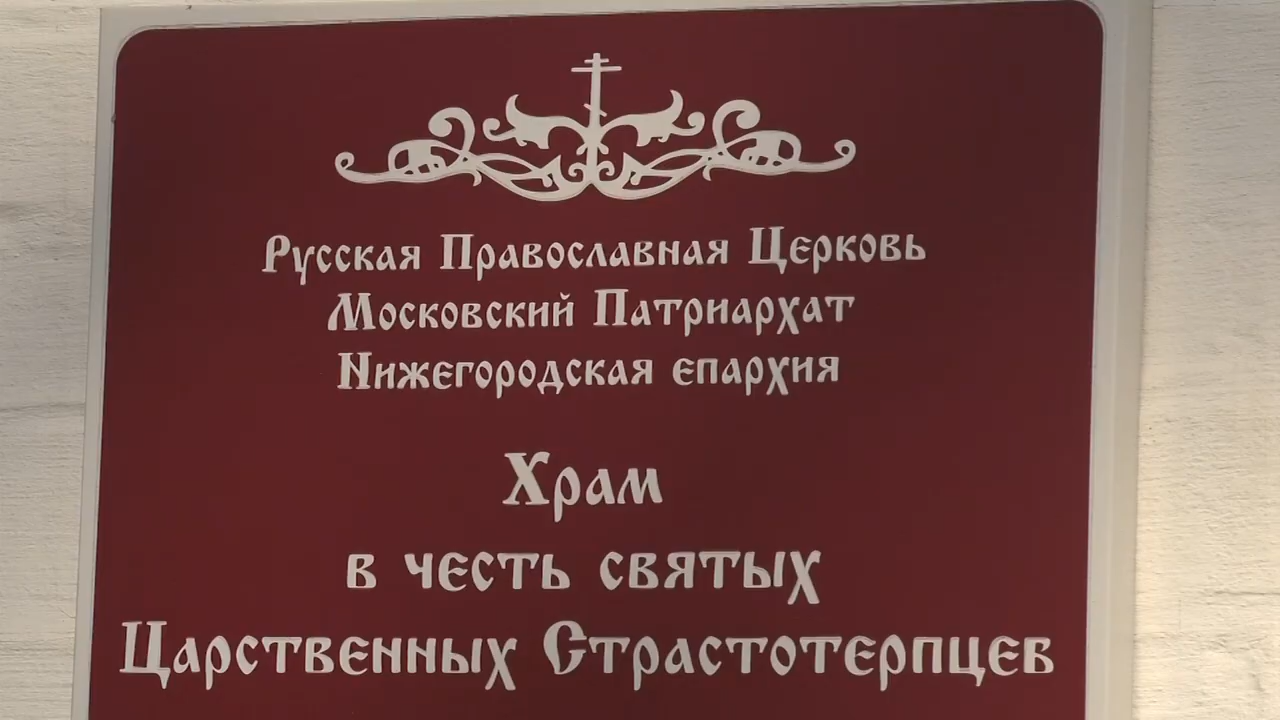 Русская Православная Церковь
Московский Патриархат
Нижегородская епархия
Храм
в честь святых
Царственных Страстотерпцев